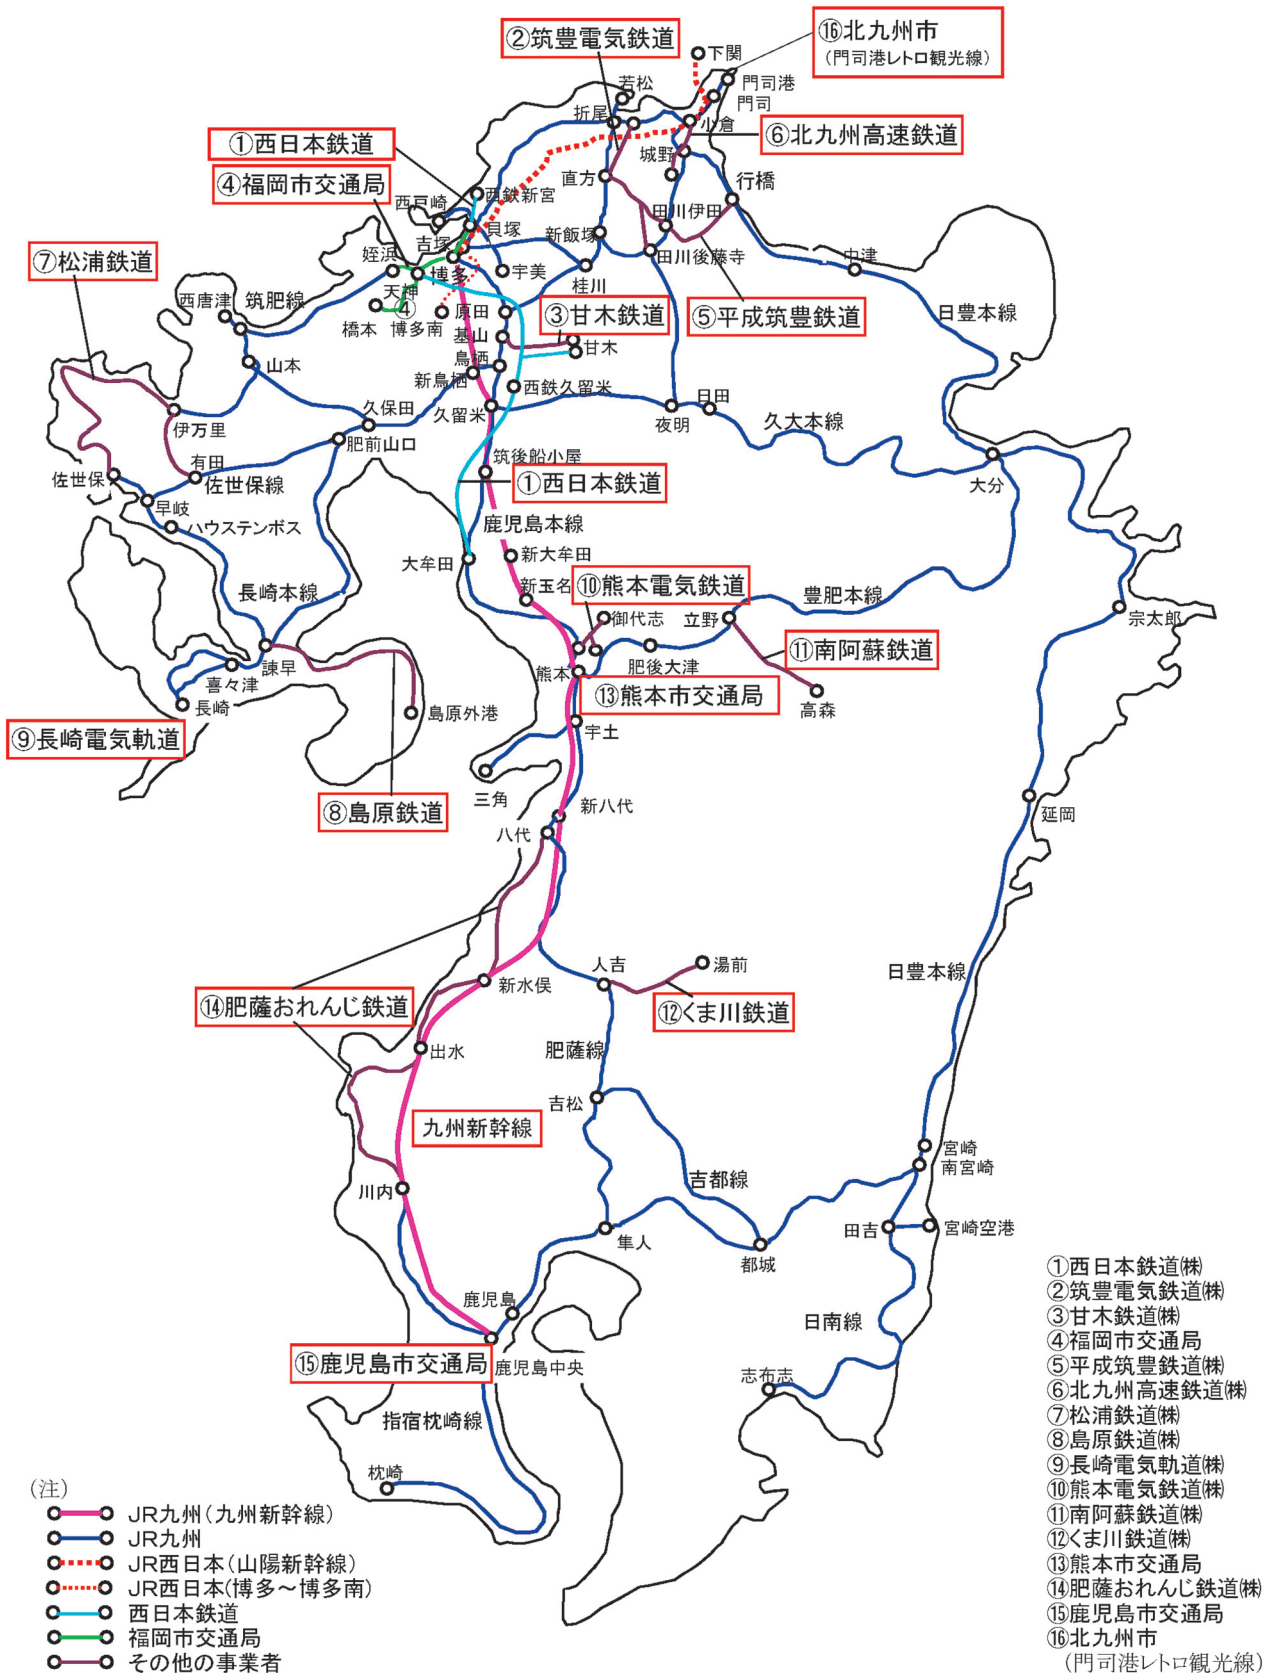 ⑯北九州市
(門司港レトロ観光線)
②筑豊電気鉄道
下関
若松
門司港
門司
折尾
小倉
⑥北九州高速鉄道
①西日本鉄道
城野
④福岡市交通局
直方
行橋
西鉄新宮
西戸崎
貝塚
田川伊田
吉塚
新飯塚
田川後藤寺
⑦松浦鉄道
姪浜
博多
宇美
桂川
中津
天神
西唐津
筑肥線
④
橋本
博多南
原田
③甘木鉄道
⑤平成筑豊鉄道
日豊本線
基山
甘木
山本
鳥栖
新鳥栖
西鉄久留米
日田
久保田
久留米
夜明
久大本線
伊万里
肥前山口
有田
筑後船小屋
佐世保
佐世保線
①西日本鉄道
大分
早岐
ハウステンボス
鹿児島本線
大牟田
新大牟田
長崎本線
新玉名
⑩熊本電気鉄道
豊肥本線
御代志
立野
宗太郎
諫早
熊本
肥後大津
⑪南阿蘇鉄道
喜々津
⑬熊本市交通局
長崎
島原外港
高森
⑨長崎電気軌道
宇土
三角
⑧島原鉄道
新八代
延岡
八代
人吉
湯前
日豊本線
新水俣
⑭肥薩おれんじ鉄道
⑫くま川鉄道
出水
肥薩線
吉松
九州新幹線
宮崎
南宮崎
川内
吉都線
隼人
田吉
宮崎空港
都城
鹿児島
日南線
⑮鹿児島市交通局
鹿児島中央
志布志
指宿枕崎線
枕崎
(注)
JR九州(九州新幹線)
JR九州
JR西日本(山陽新幹線)
JR西日本(博多～博多南)
西日本鉄道
福岡市交通局
その他の事業者
①西日本鉄道㈱
②筑豊電気鉄道㈱
③甘木鉄道㈱
④福岡市交通局
⑤平成筑豊鉄道㈱
⑥北九州高速鉄道㈱
⑦松浦鉄道㈱
⑧島原鉄道㈱
⑨長崎電気軌道㈱
⑩熊本電気鉄道㈱
⑪南阿蘇鉄道㈱
⑫くま川鉄道㈱
⑬熊本市交通局
⑭肥薩おれんじ鉄道㈱
⑮鹿児島市交通局
⑯北九州市
(門司港レトロ観光線)